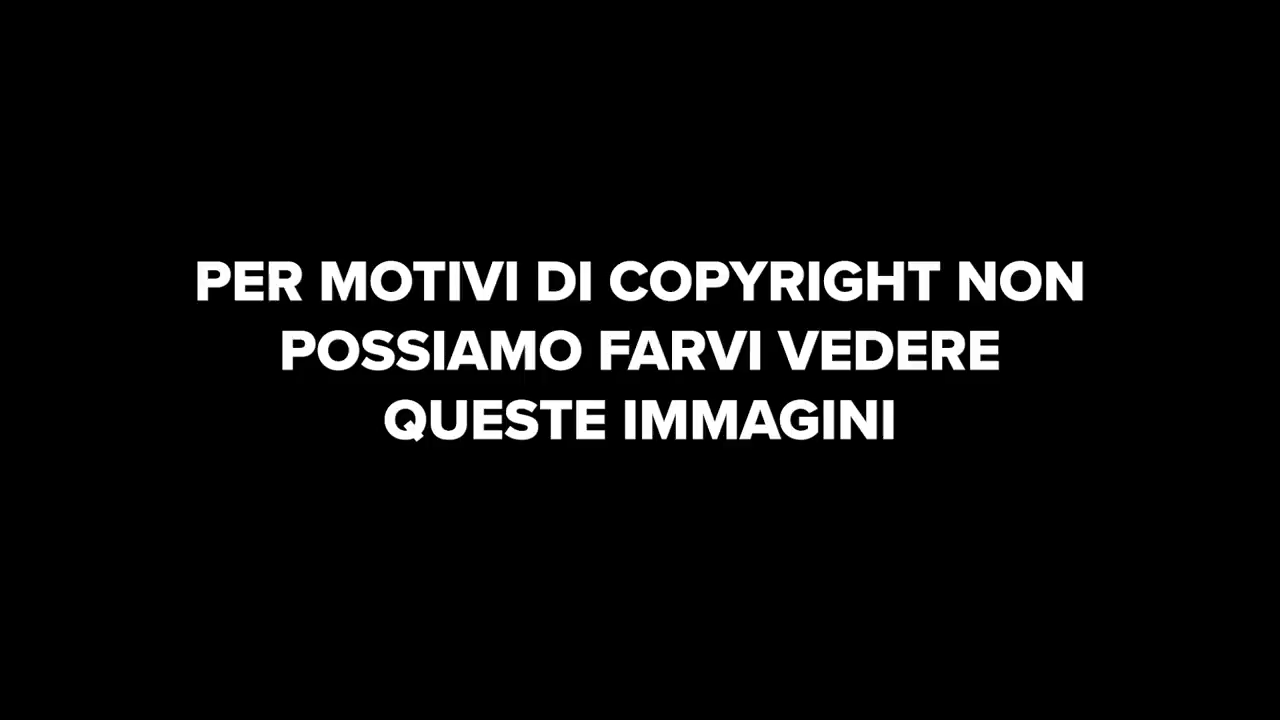 PER MOTIVI DI COPYRIGHT NON
POSSIAMO FARVI VEDERE
QUESTE IMMAGINI